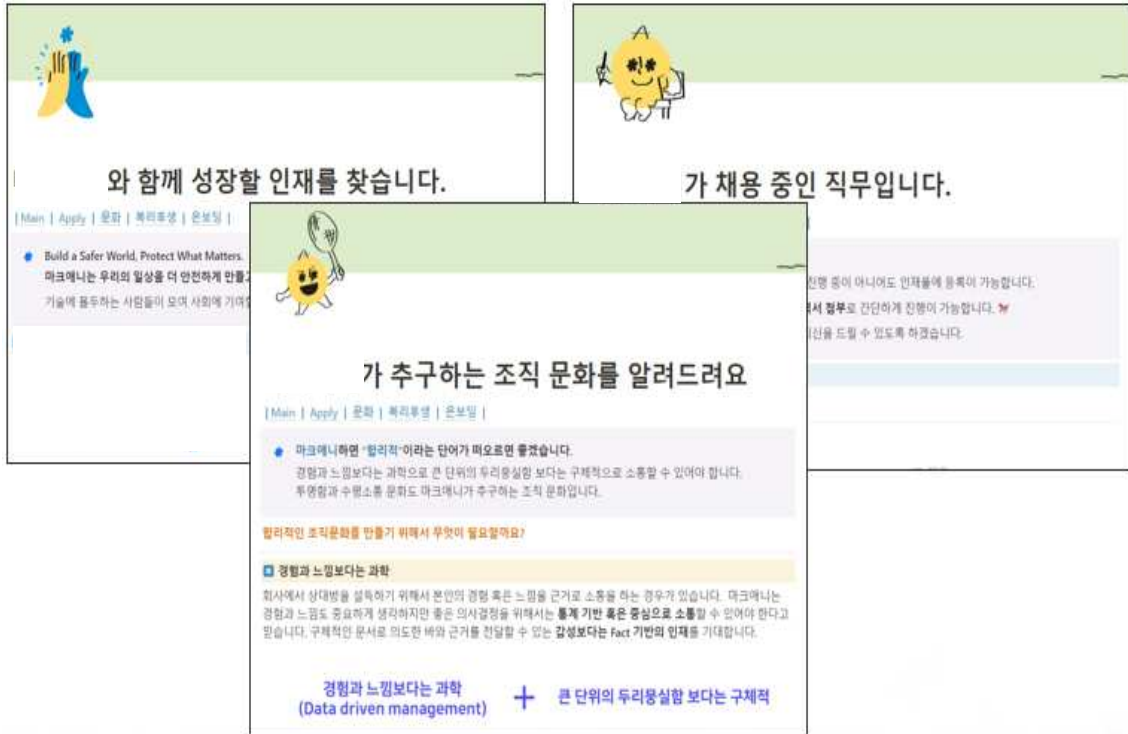 와 함께 성장할 인재를 찾습니다.
| Main | Apply | 문화 | 복리후생 | 온보딩 |
Build a Safer World, Protect What Matters.
마크애니는 우리의 일상을 더 안전하게 만들고
기술에 몰두하는 사람들이 모여 사회에 기여할
가 채용 중인 직무입니다.
진행 중이 아니어도 인재풀에 등록이 가능합니다.
서 첨부로 간단하게 진행이 가능합니다.
회신을 드릴 수 있도록 하겠습니다.
가 추구하는 조직 문화를 알려드려요
| Main | Apply | 문화 | 복리후생 | 온보딩 |
마크애니하면 "합리적"이라는 단어가 떠오르면 좋겠습니다.
경험과 느낌보다는 과학으로 큰 단위의 두리뭉실함 보다는 구체적으로 소통할 수 있어야 합니다.
투명함과 수평소통 문화도 마크애니가 추구하는 조직 문화입니다.
합리적인 조직문화를 만들기 위해서 무엇이 필요할까요?
경험과 느낌보다는 과학
회사에서 상대방을 설득하기 위해서 본인의 경험 혹은 느낌을 근거로 소통을 하는 경우가 있습니다. 마크애니는
경험과 느낌도 중요하게 생각하지만 좋은 의사결정을 위해서는 통계 기반 혹은 중심으로 소통할 수 있어야 한다고
믿습니다. 구체적인 문서로 의도한 바와 근거를 전달할 수 있는 감성보다는 Fact 기반의 인재를 기대합니다.
경험과 느낌보다는 과학
(Data driven management)
+
큰 단위의 두리뭉실함 보다는 구체적